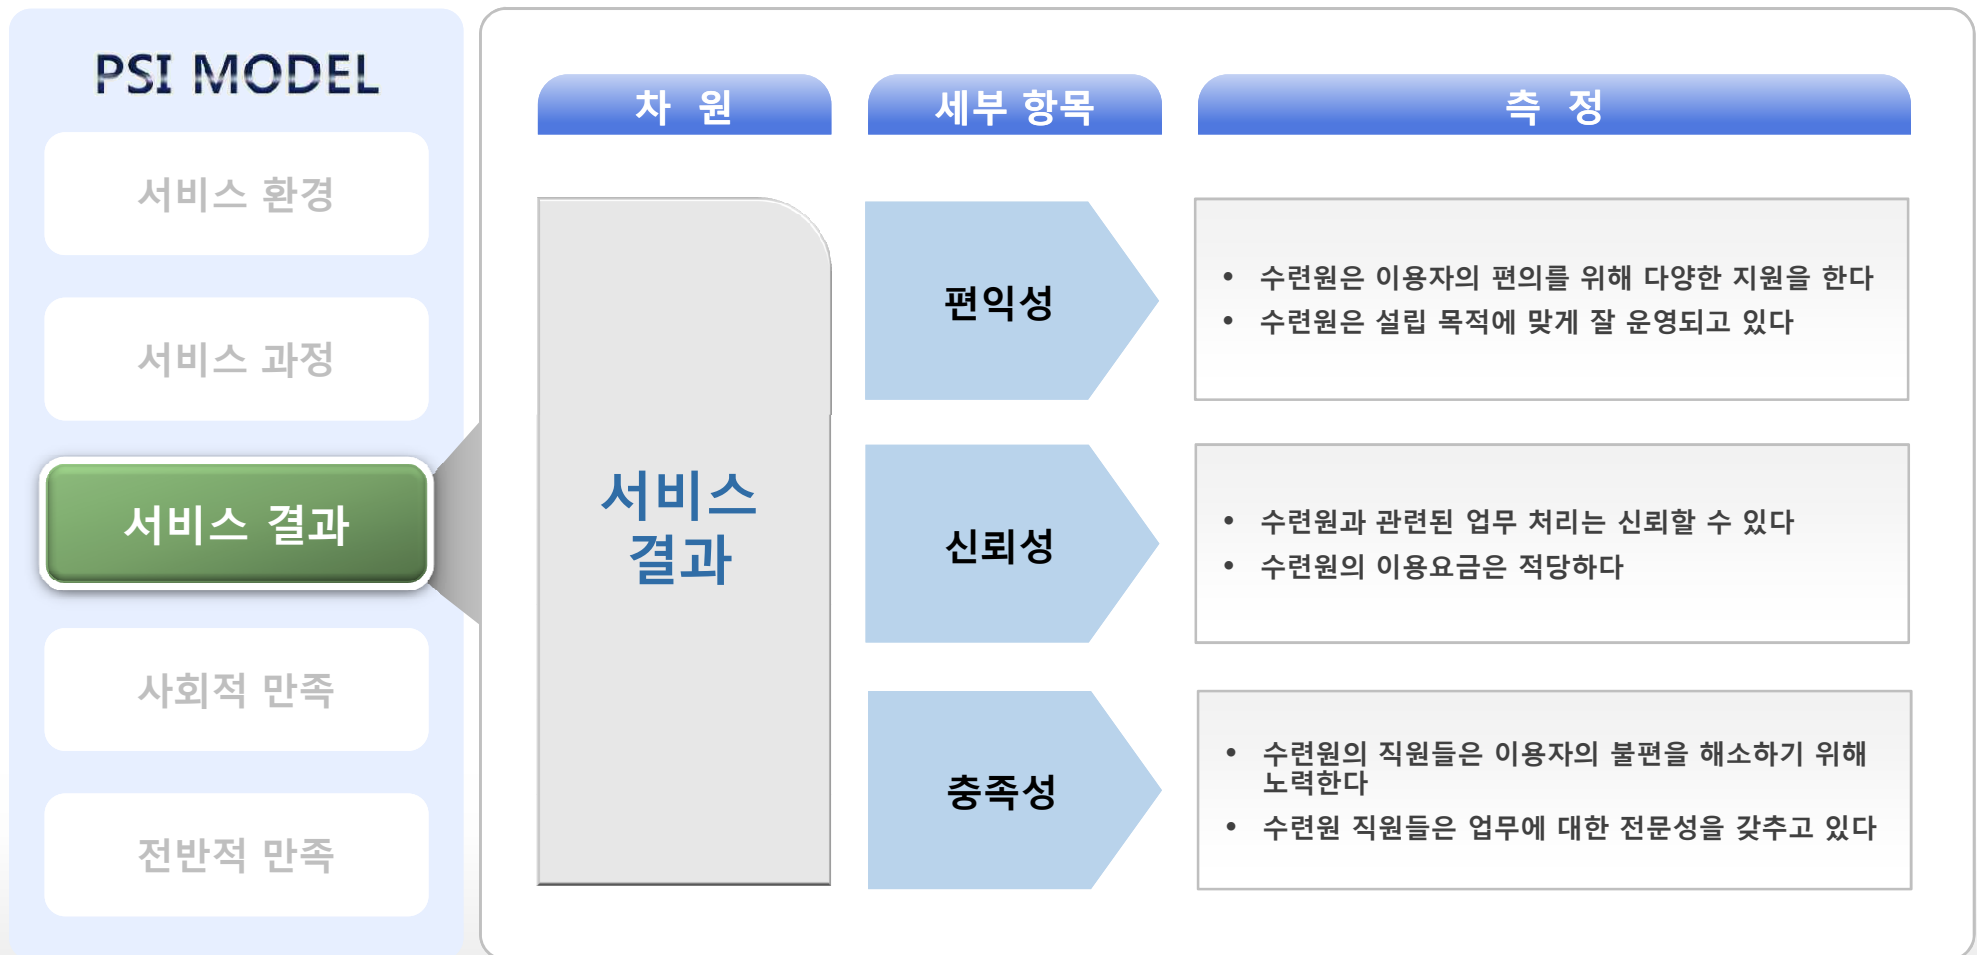 PSI MODEL
서비스 환경
서비스 과정
서비스 결과
사회적 만족
전반적 만족
차 원
세부 항목
측 정
서비스
결과
편익성
• 수련원은 이용자의 편의를 위해 다양한 지원을 한다
• 수련원은 설립 목적에 맞게 잘 운영되고 있다
신뢰성
• 수련원과 관련된 업무 처리는 신뢰할 수 있다
• 수련원의 이용요금은 적당하다
충족성
• 수련원의 직원들은 이용자의 불편을 해소하기 위해
노력한다
• 수련원 직원들은 업무에 대한 전문성을 갖추고 있다